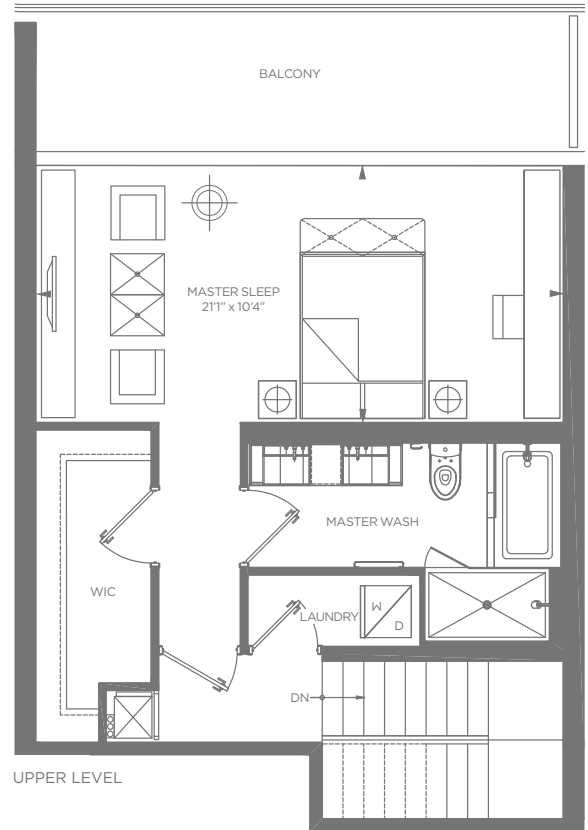 BALCONY
MASTER SLEEP
21'1" x 10'4"
MASTER WASH
WIC
LAUNDRY
W
D
DN
UPPER LEVEL